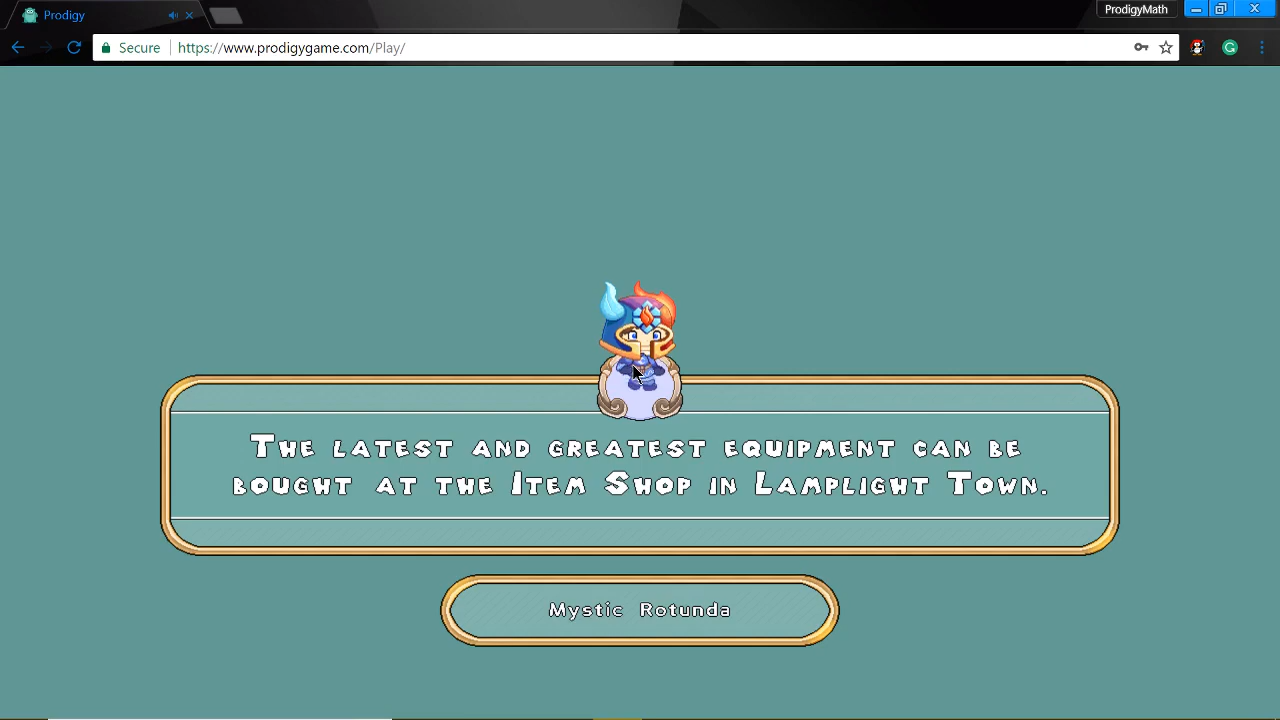 Prodigy
ProdigyMath
Secure
https://www.prodigygame.com/Play/
The latest and greatest equipment can be
bought at the Item Shop in Lamplight Town.
Mystic Rotunda